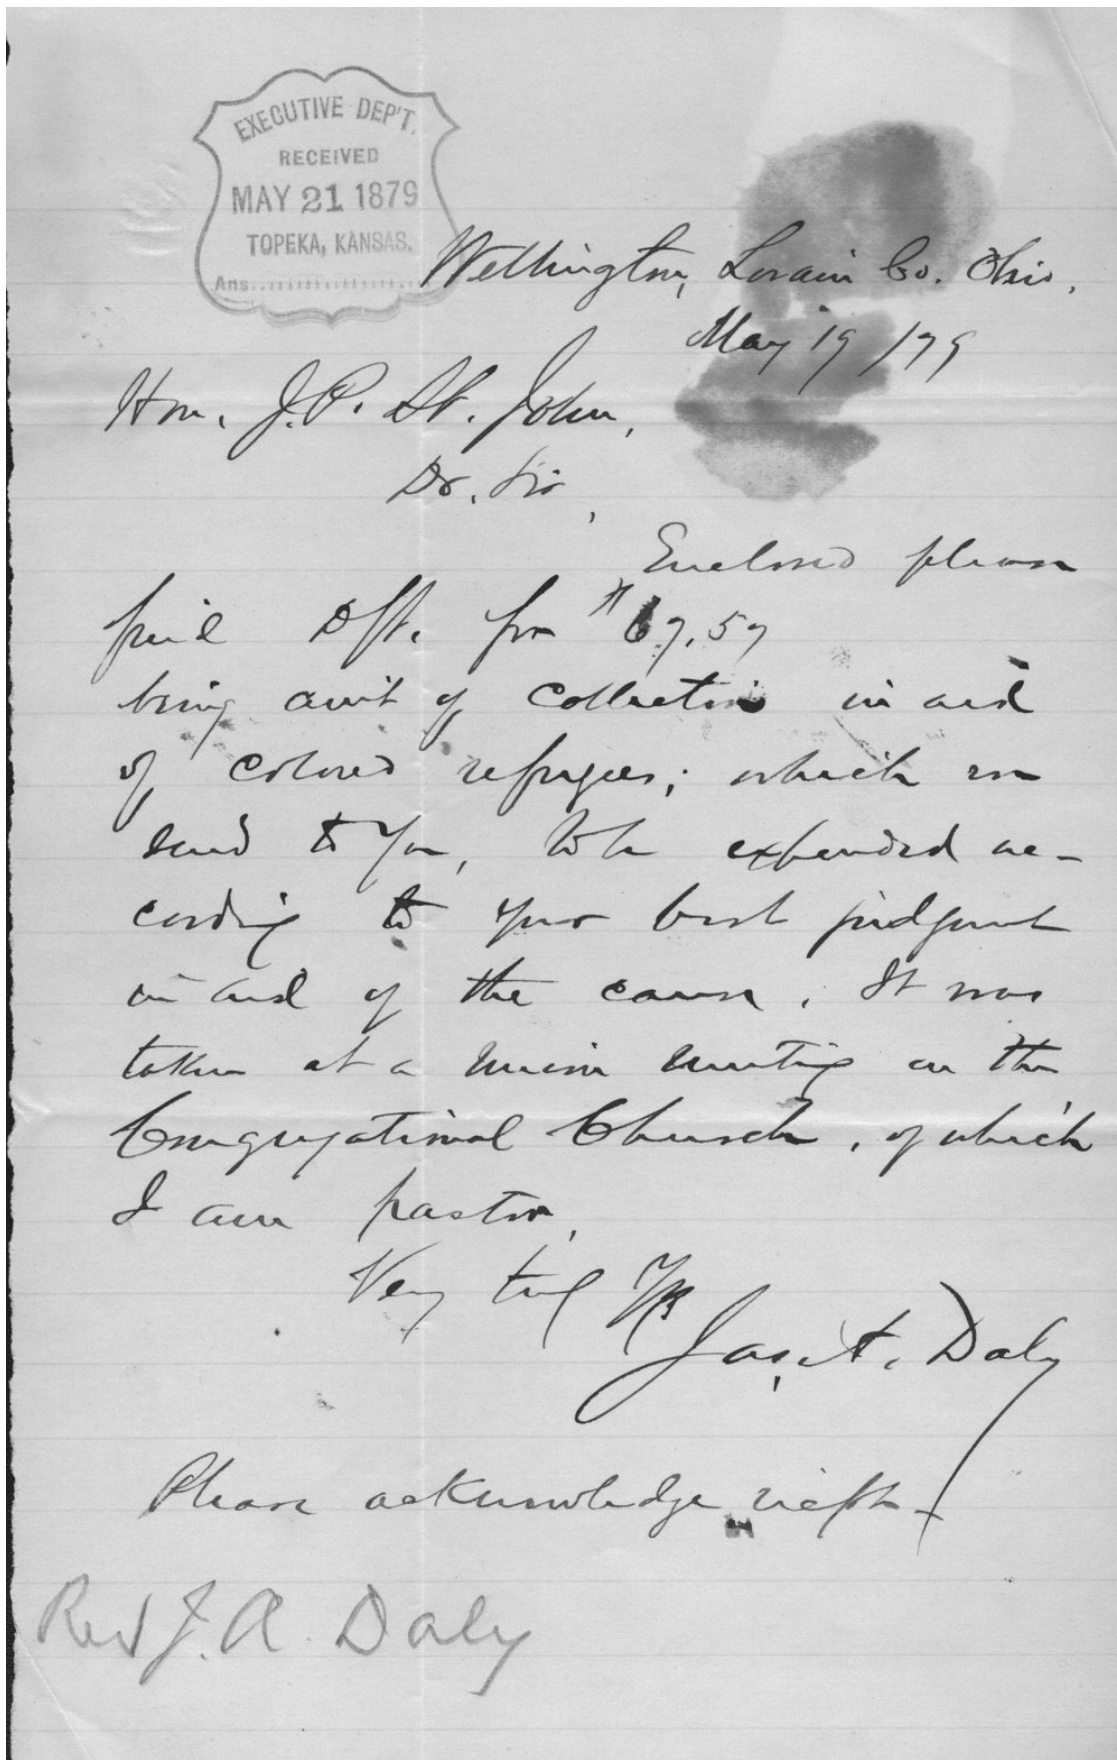 EXECUTIVE DEP'T.
RECEIVED
MAY 21 1879
TOPEKA, KANSAS.
Ans.
Wellington, Lorain Co. Ohio,
May 19 /79
Hon. J. P. St. John,
Dr. Sir,
Enclosed please
find Dft. for $67.57
being am't of collection in aid
of colored refugees; which we
send to you, to be expended ac-
cording to your best judgment
in aid of the cause. It was
taken at a union meeting in the
Congregational Church, of which
I am pastor,
Very truly Yrs
Jas. A. Daly
Please acknowledge rec'pt.
Rev J. A. Daly